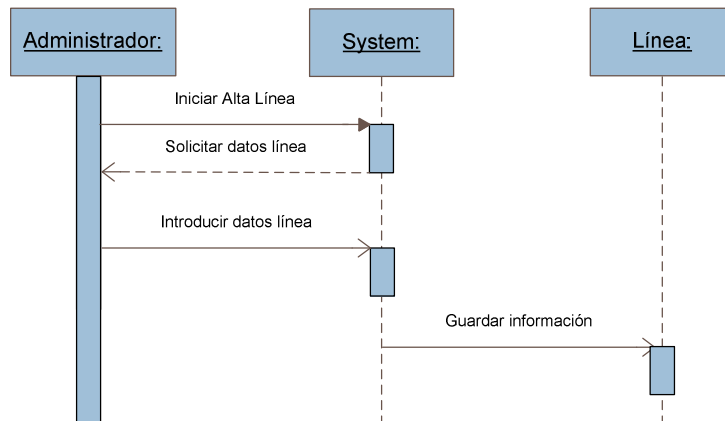 Administrador:
System:
Línea:
Iniciar Alta Línea
Solicitar datos línea
Introducir datos línea
Guardar información